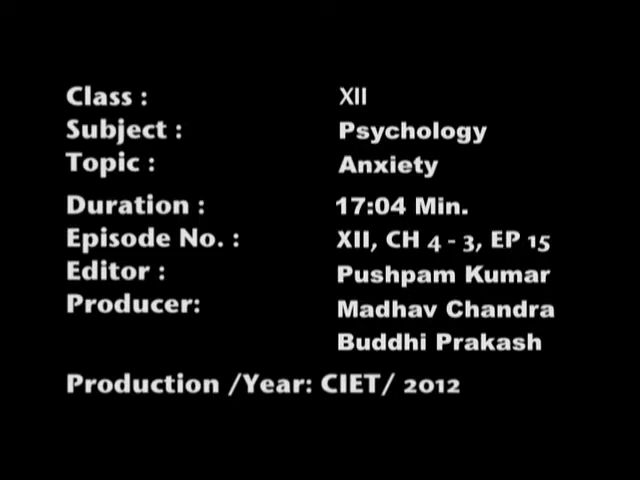 Class : XII
Subject : Psychology
Topic : Anxiety
Duration : 17:04 Min.
Episode No. : XII, CH 4 - 3, EP 15
Editor : Pushpam Kumar
Producer: Madhav Chandra
Buddhi Prakash
Production /Year: CIET/ 2012